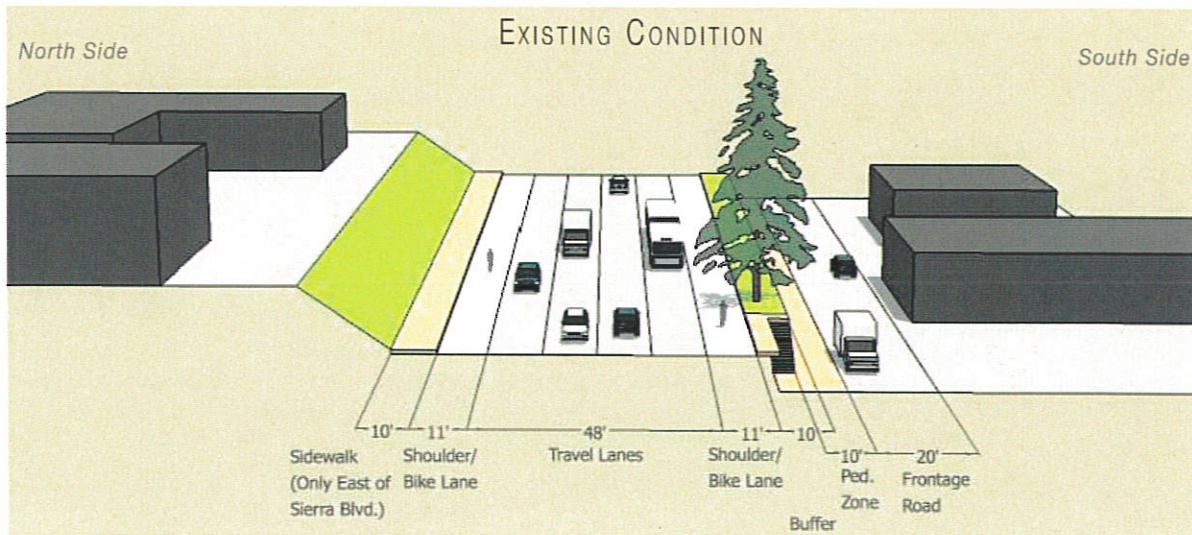 EXISTING CONDITION
North Side
South Side
10'
11'
48'
11'
10'
10'
20'
Sidewalk
(Only East of
Sierra Blvd.)
Shoulder/
Bike Lane
Travel Lanes
Shoulder/
Bike Lane
Buffer
Ped.
Zone
Frontage
Road